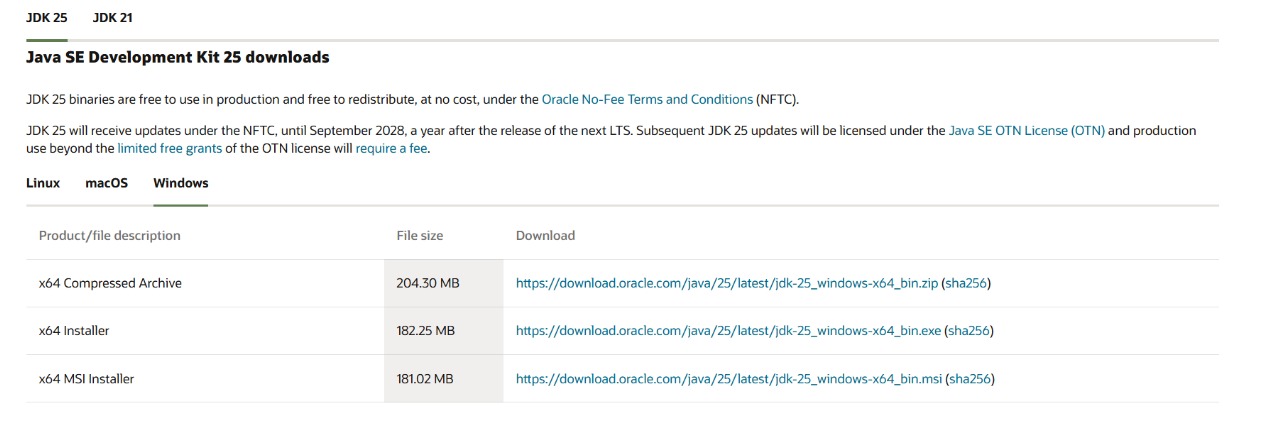 JDK 25 JDK 21
Java SE Development Kit 25 downloads
JDK 25 binaries are free to use in production and free to redistribute, at no cost, under the Oracle No-Fee Terms and Conditions (NFTC).
JDK 25 will receive updates under the NFTC, until September 2028, a year after the release of the next LTS. Subsequent JDK 25 updates will be licensed under the Java SE OTN License (OTN) and production
use beyond the limited free grants of the OTN license will require a fee.
Linux macOS Windows
Product/file description File size Download
x64 Compressed Archive 204.30 MB https://download.oracle.com/java/25/latest/jdk-25_windows-x64_bin.zip (sha256)
x64 Installer 182.25 MB https://download.oracle.com/java/25/latest/jdk-25_windows-x64_bin.exe (sha256)
x64 MSI Installer 181.02 MB https://download.oracle.com/java/25/latest/jdk-25_windows-x64_bin.msi (sha256)